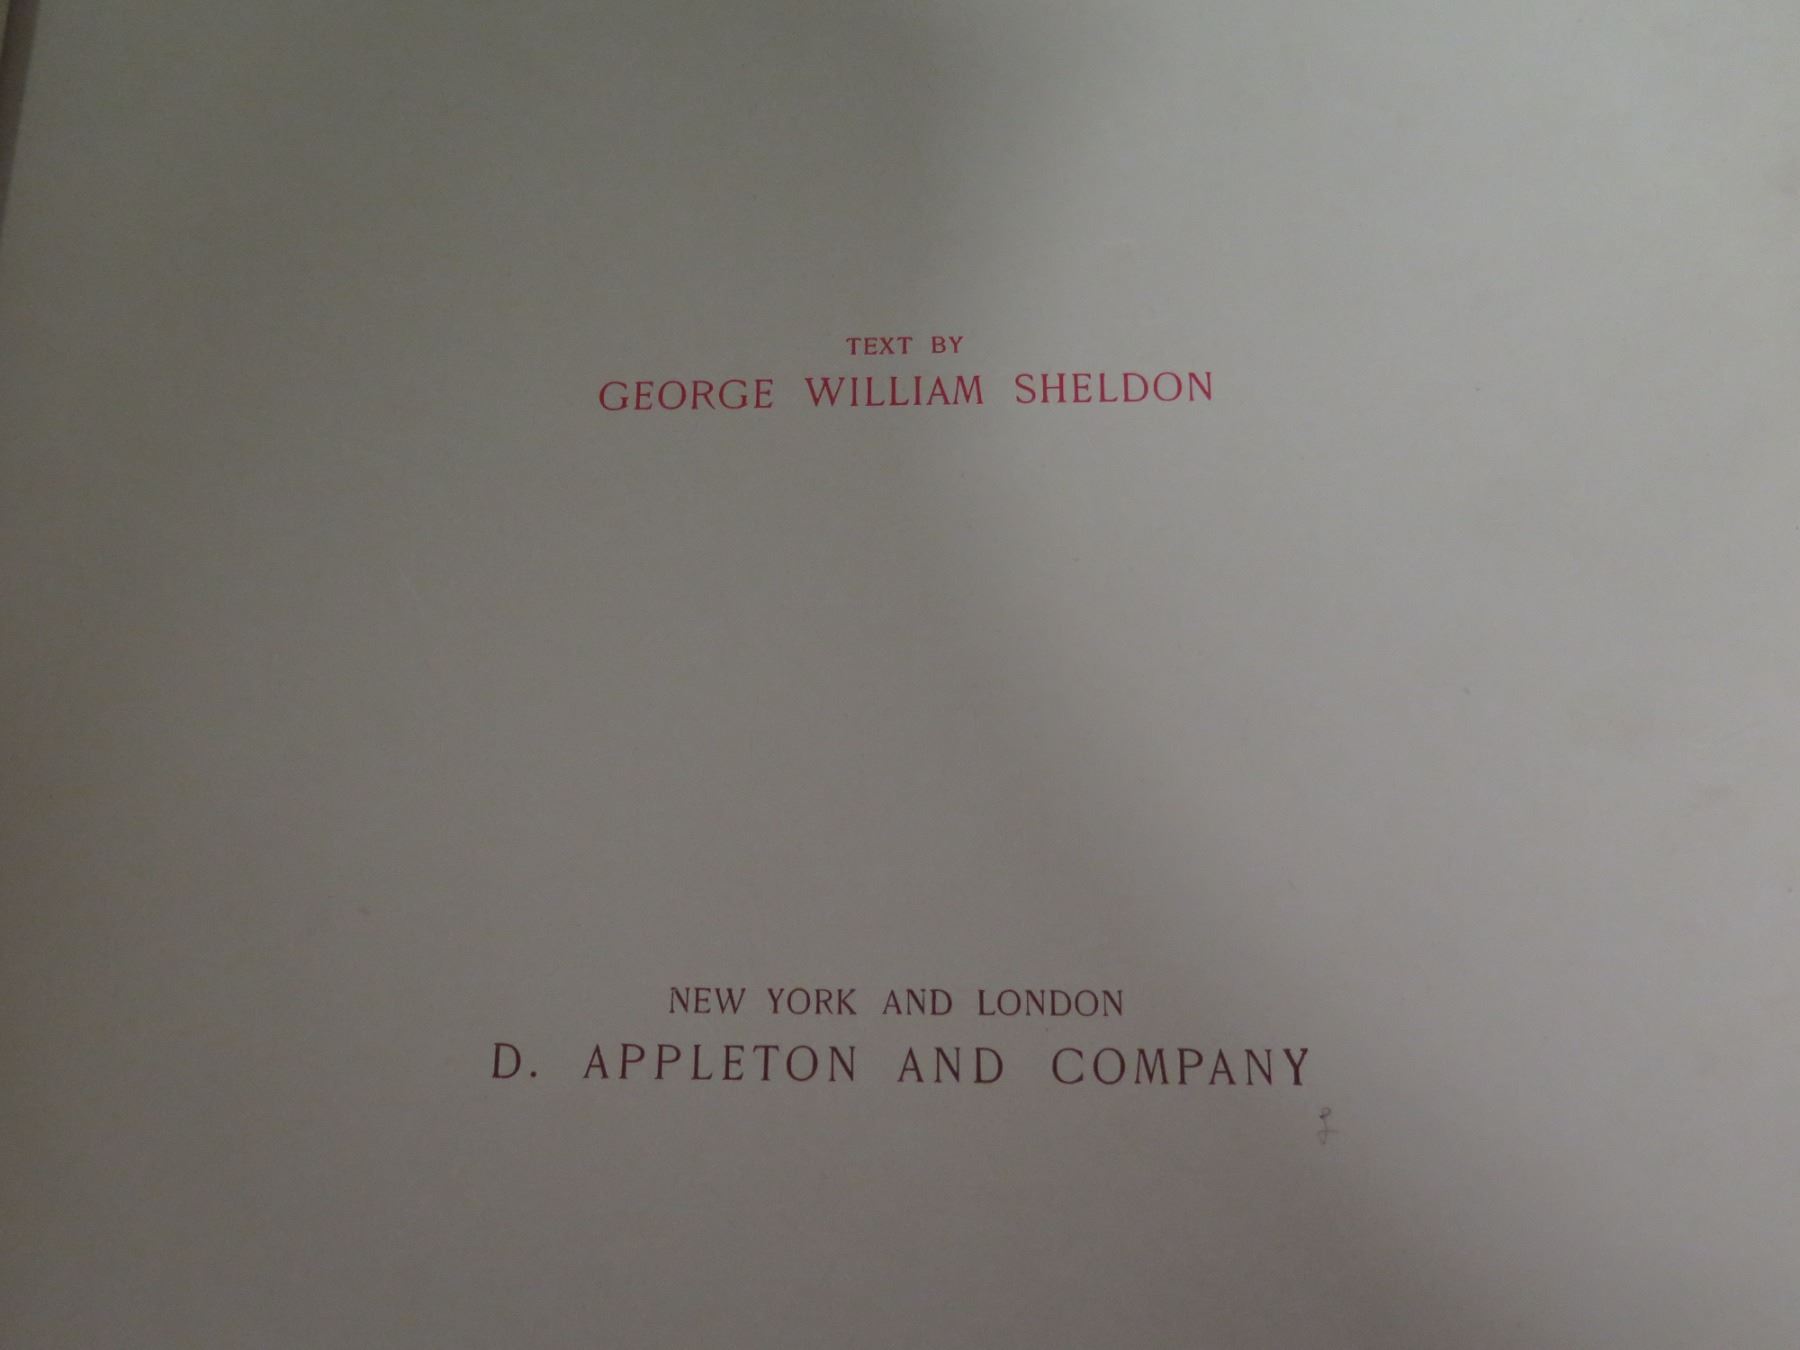 TEXT BY
GEORGE WILLIAM SHELDON
NEW YORK AND LONDON
D. APPLETON AND COMPANY